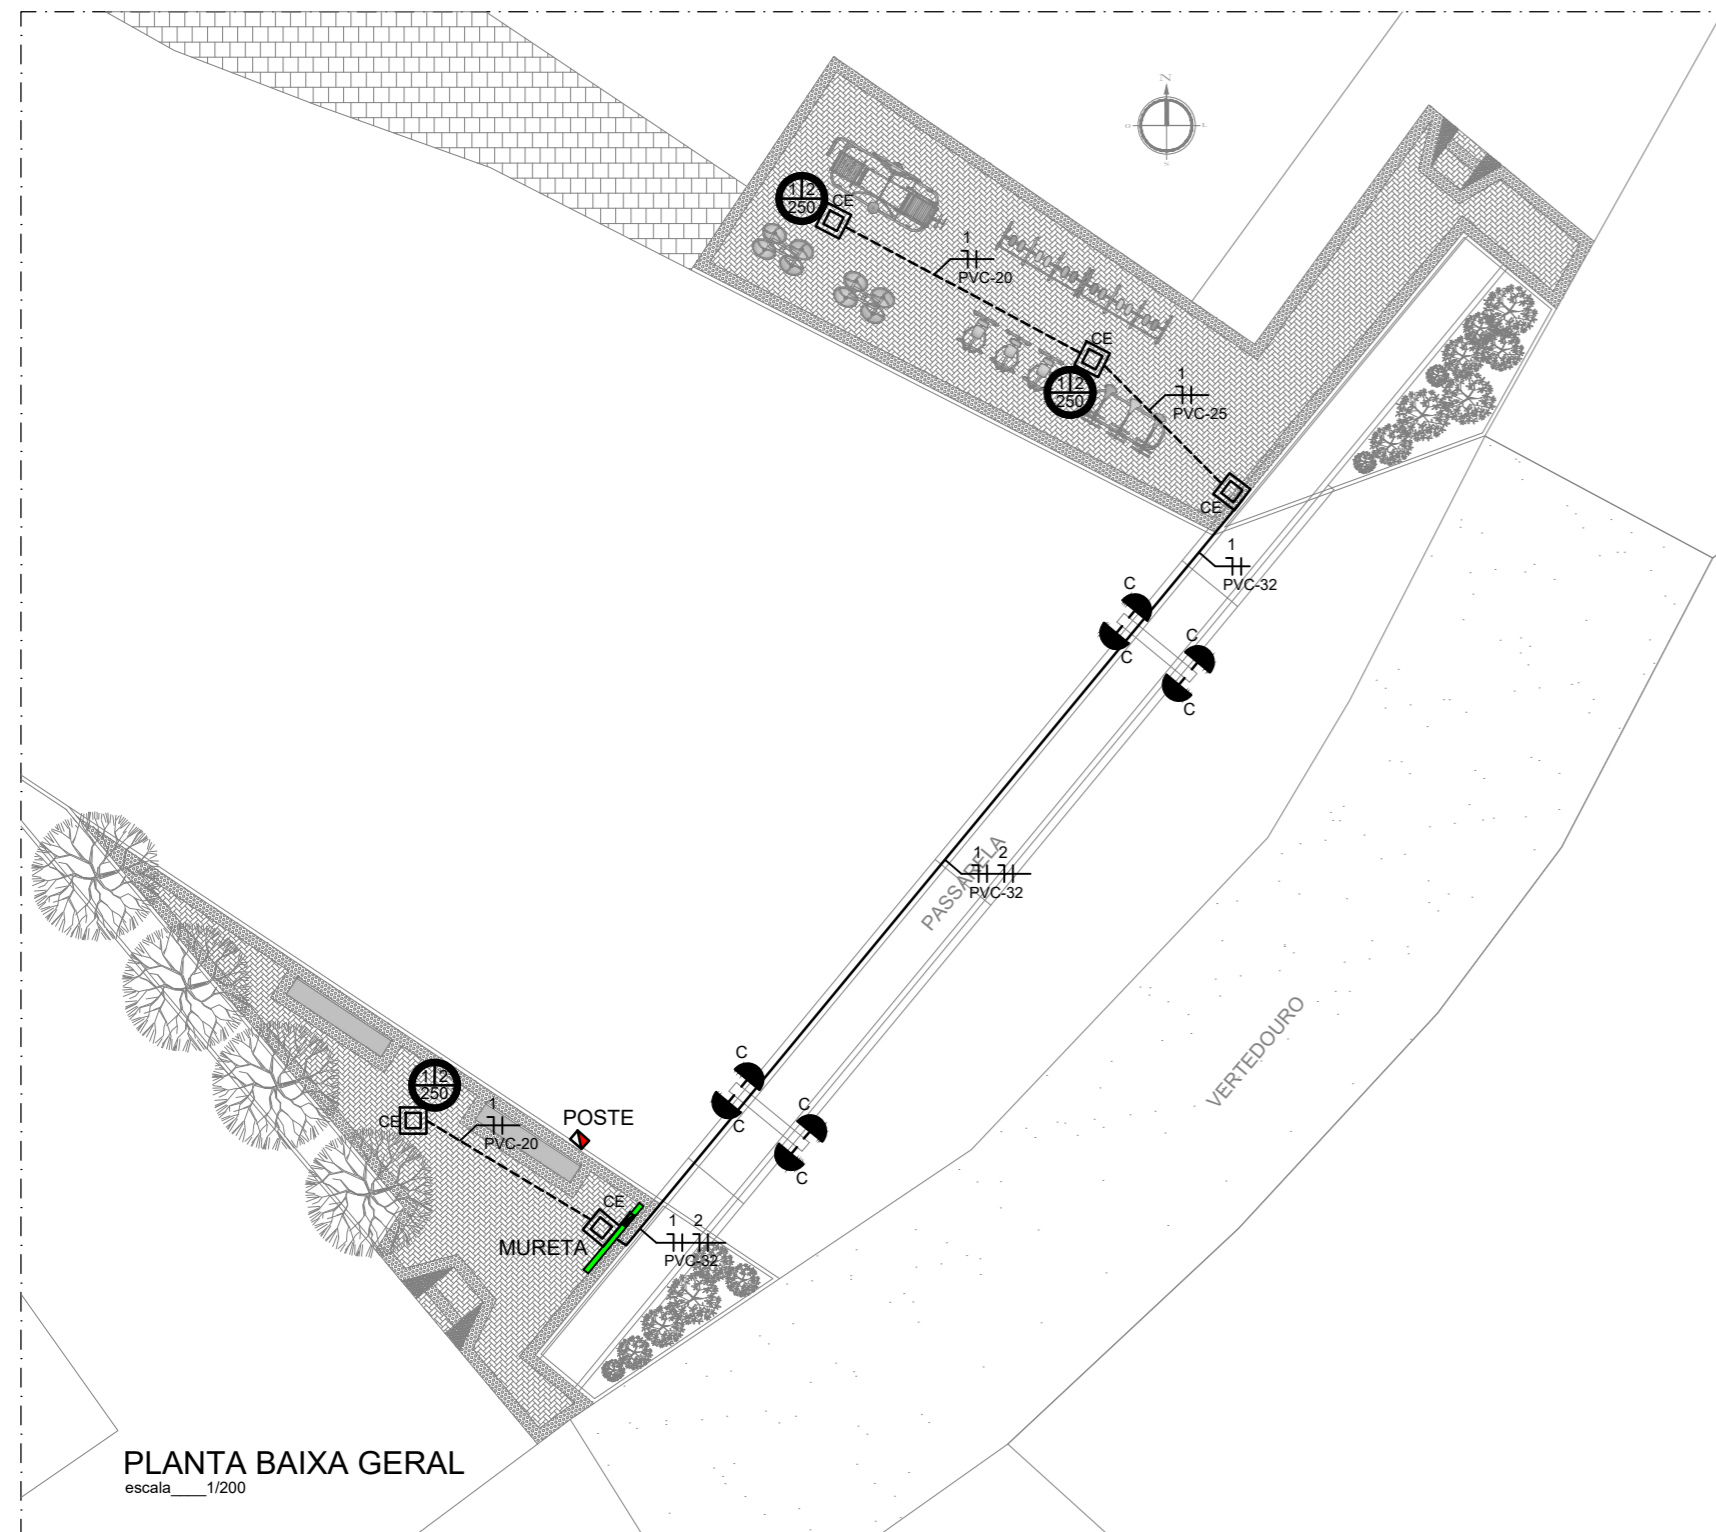 N
O
L
S
1 2
250
CE
1
PVC-20
CE
1 2
250
1
PVC-25
CE
1
PVC-32
C
C
C
C
1 2
PVC-32
PASSARELA
VERTEDOURO
C
C
C
C
1 2
250
CE
1
PVC-20
POSTE
CE
MURETA
1 2
PVC-32
PLANTA BAIXA GERAL
escala____1/200